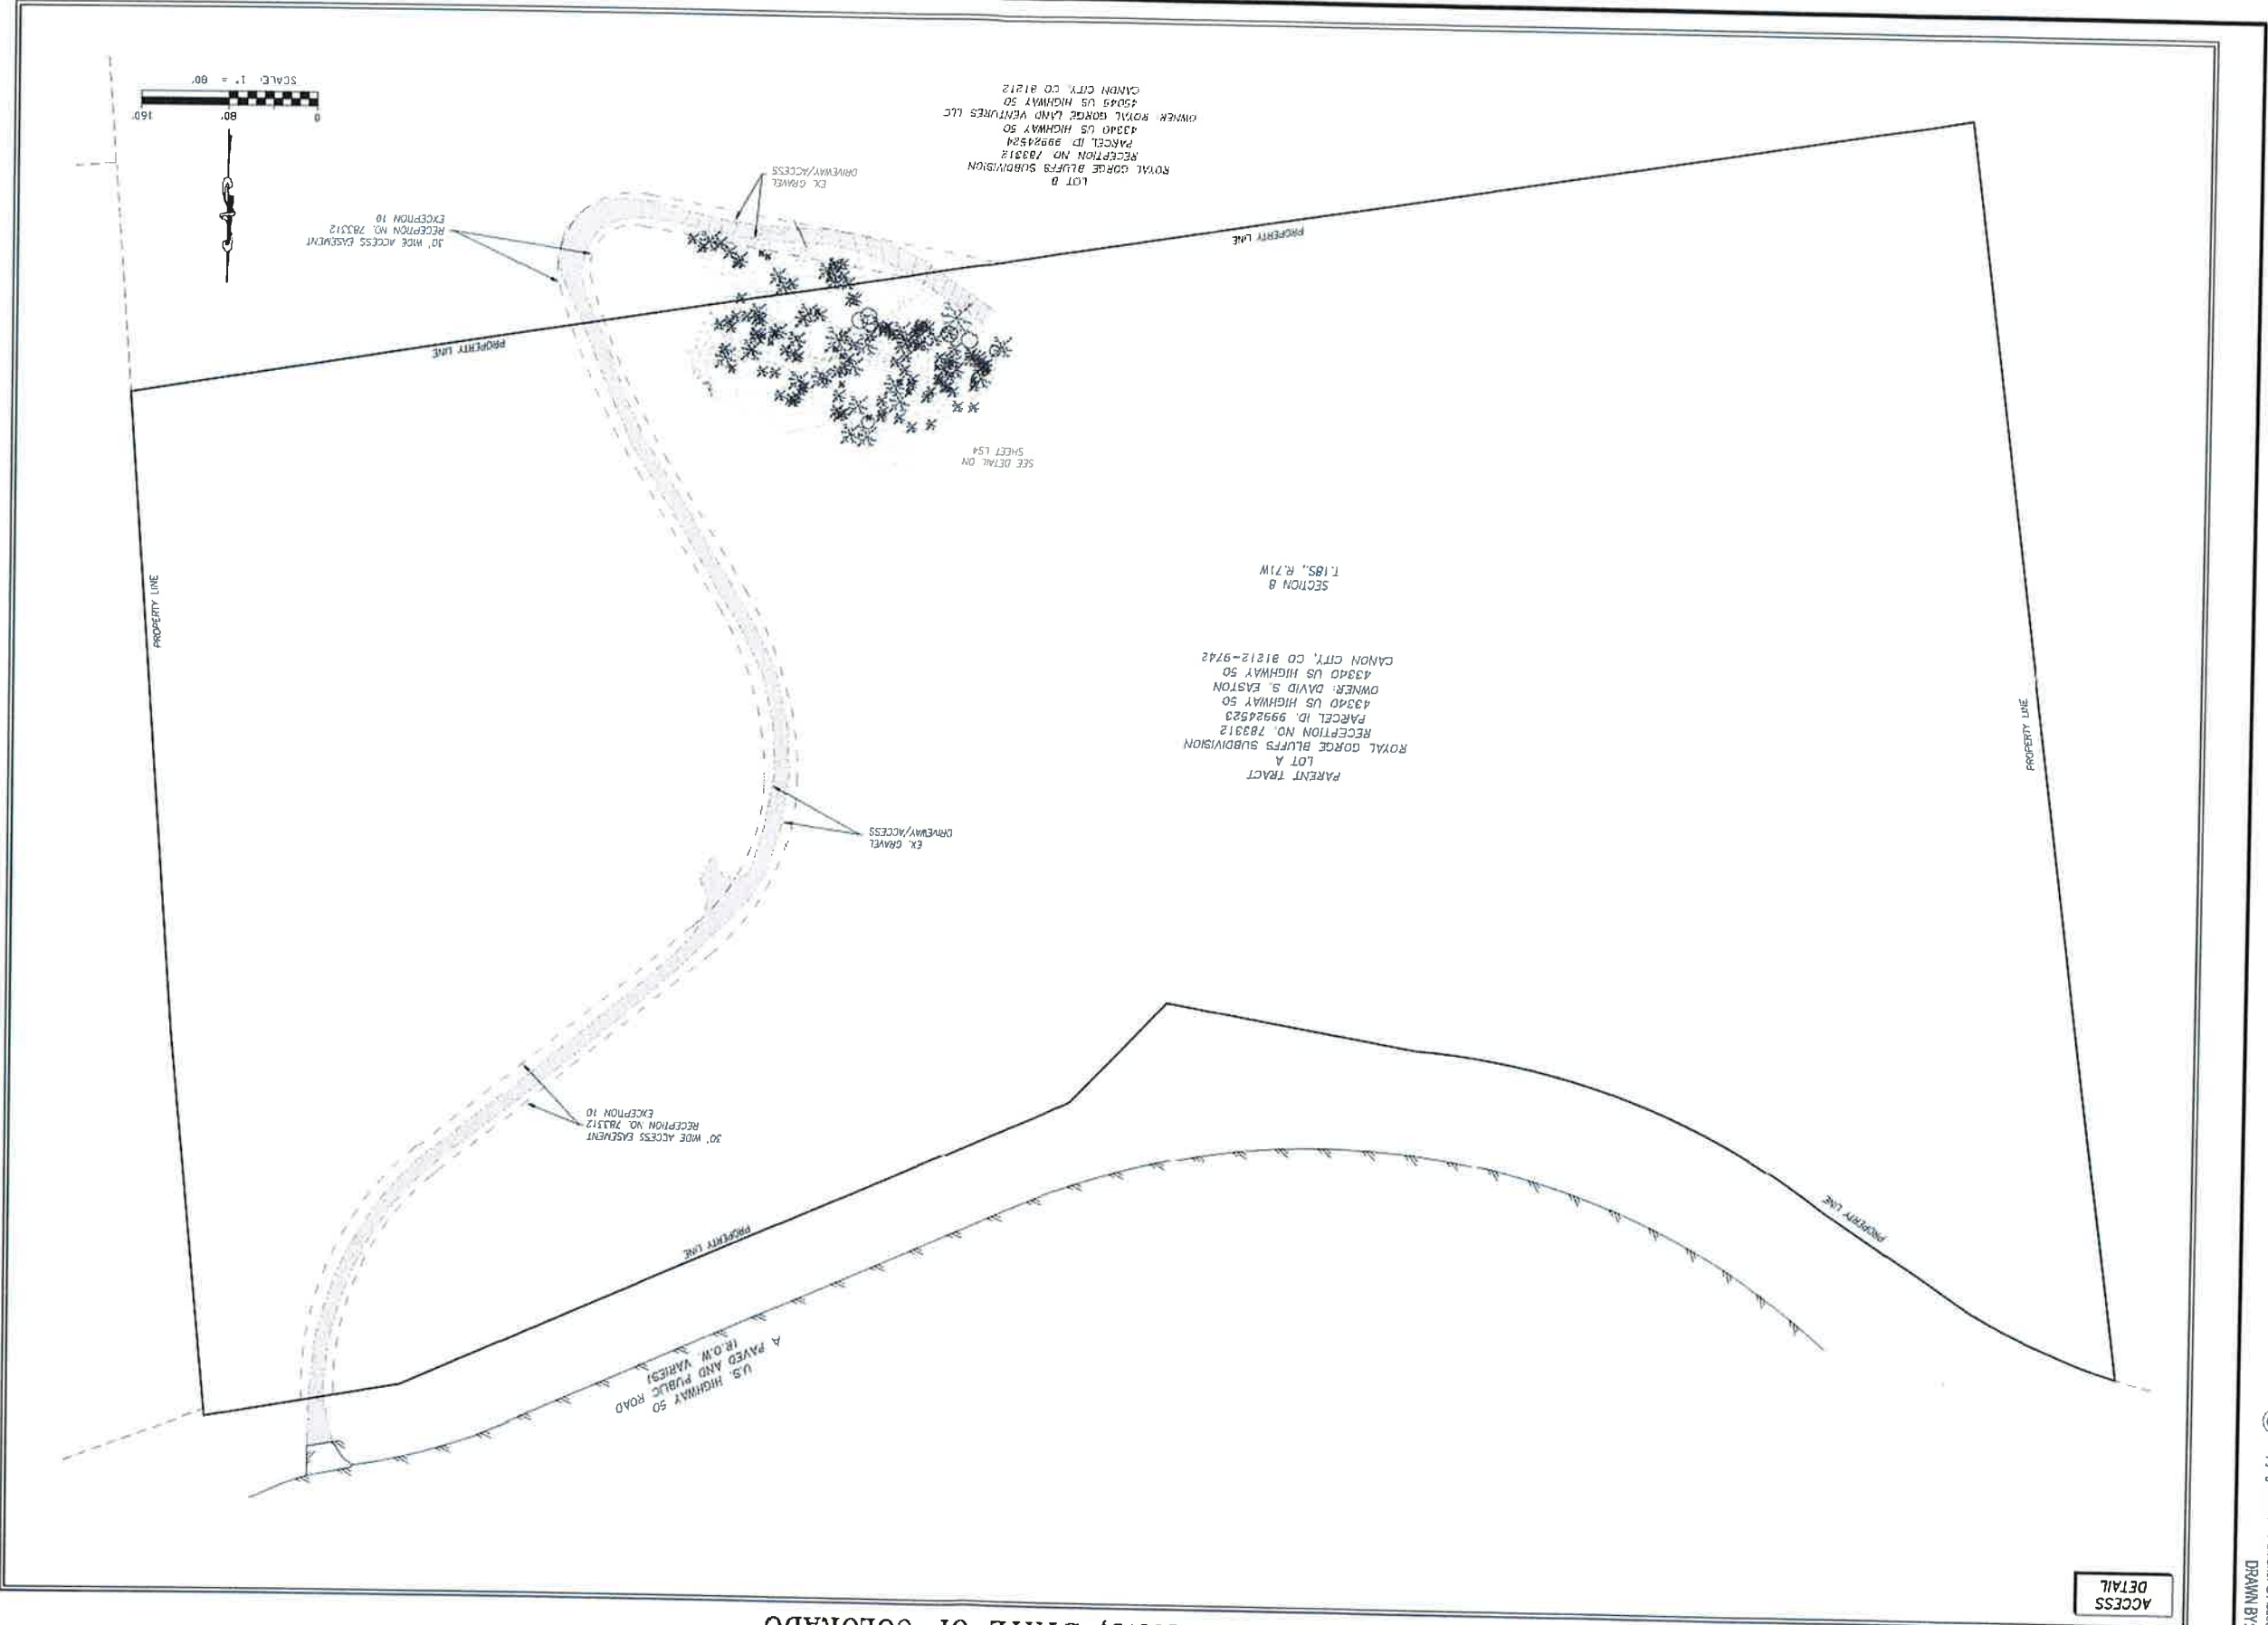 STATE OF COLORADO
DRAWN BY:
ACCESS
DETAIL
U.S. HIGHWAY 50
A PAVED AND PUBLIC ROAD
(R.O.W. VARIES)
PROPERTY LINE
PROPERTY LINE
30' WIDE ACCESS EASEMENT
RECEPTION NO. 783312
EXCEPTION 10
EX. GRAVEL
DRIVEWAY/ACCESS
PARENT TRACT
LOT A
ROYAL GORGE BLUFFS SUBDIVISION
RECEPTION NO. 783312
PARCEL ID. 99924523
43340 US HIGHWAY 50
OWNER: DAVID S. EASTON
43340 US HIGHWAY 50
CANON CITY, CO 81212-9742
PROPERTY LINE
PROPERTY LINE
SECTION 8
T.18S., R.71W
SEE DETAIL ON
SHEET LS4
PROPERTY LINE
PROPERTY LINE
30' WIDE ACCESS EASEMENT
RECEPTION NO. 783312
EXCEPTION 10
EX. GRAVEL
DRIVEWAY/ACCESS
LOT B
ROYAL GORGE BLUFFS SUBDIVISION
RECEPTION NO. 783312
PARCEL ID. 99924524
43340 US HIGHWAY 50
OWNER: ROYAL GORGE LAND VENTURES LLC
45045 US HIGHWAY 50
CANON CITY, CO 81212
0 80' 160'
SCALE: 1" = 80'